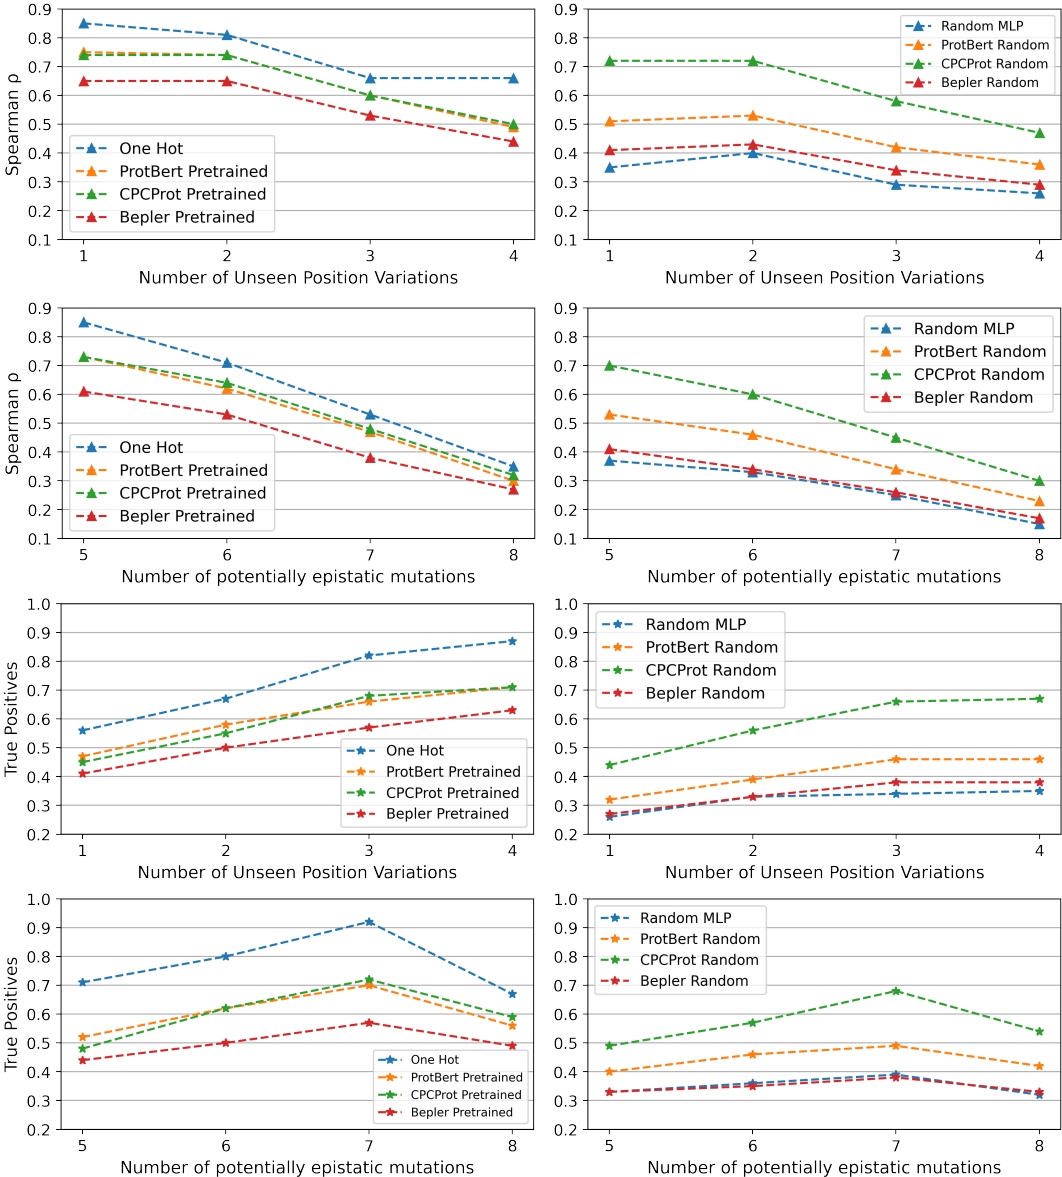 Spearman ρ
0.9
0.8
0.7
0.6
0.5
0.4
0.3
0.2
0.1
One Hot
ProtBert Pretrained
CPCProt Pretrained
Bepler Pretrained
1 2 3 4
Number of Unseen Position Variations
0.9
0.8
0.7
0.6
0.5
0.4
0.3
0.2
0.1
Random MLP
ProtBert Random
CPCProt Random
Bepler Random
1 2 3 4
Number of Unseen Position Variations
Spearman ρ
0.9
0.8
0.7
0.6
0.5
0.4
0.3
0.2
0.1
One Hot
ProtBert Pretrained
CPCProt Pretrained
Bepler Pretrained
5 6 7 8
Number of potentially epistatic mutations
0.9
0.8
0.7
0.6
0.5
0.4
0.3
0.2
0.1
Random MLP
ProtBert Random
CPCProt Random
Bepler Random
5 6 7 8
Number of potentially epistatic mutations
True Positives
1.0
0.9
0.8
0.7
0.6
0.5
0.4
0.3
0.2
One Hot
ProtBert Pretrained
CPCProt Pretrained
Bepler Pretrained
1 2 3 4
Number of Unseen Position Variations
1.0
0.9
0.8
0.7
0.6
0.5
0.4
0.3
0.2
Random MLP
ProtBert Random
CPCProt Random
Bepler Random
1 2 3 4
Number of Unseen Position Variations
True Positives
1.0
0.9
0.8
0.7
0.6
0.5
0.4
0.3
0.2
One Hot
ProtBert Pretrained
CPCProt Pretrained
Bepler Pretrained
5 6 7 8
Number of potentially epistatic mutations
1.0
0.9
0.8
0.7
0.6
0.5
0.4
0.3
0.2
Random MLP
ProtBert Random
CPCProt Random
Bepler Random
5 6 7 8
Number of potentially epistatic mutations